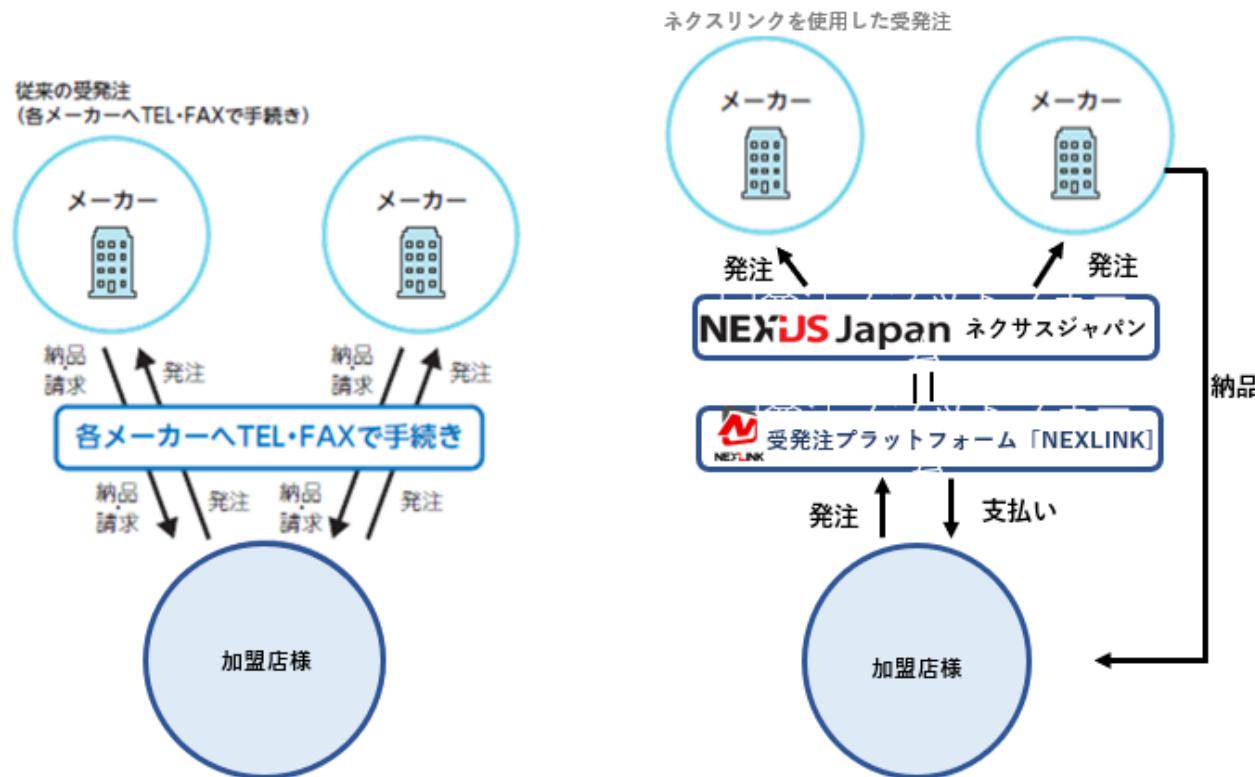 ネクスリンクを使用した受発注
従来の受発注
(各メーカーへTEL・FAXで手続き)
メーカー
メーカー
納品・請求
発注
納品・請求
発注
各メーカーへTEL・FAXで手続き
納品・請求
発注
納品・請求
発注
加盟店様
メーカー
メーカー
発注
発注
NEXUS Japan ネクサスジャパン
納品
NEXLINK
受発注プラットフォーム「NEXLINK]
発注
支払い
加盟店様